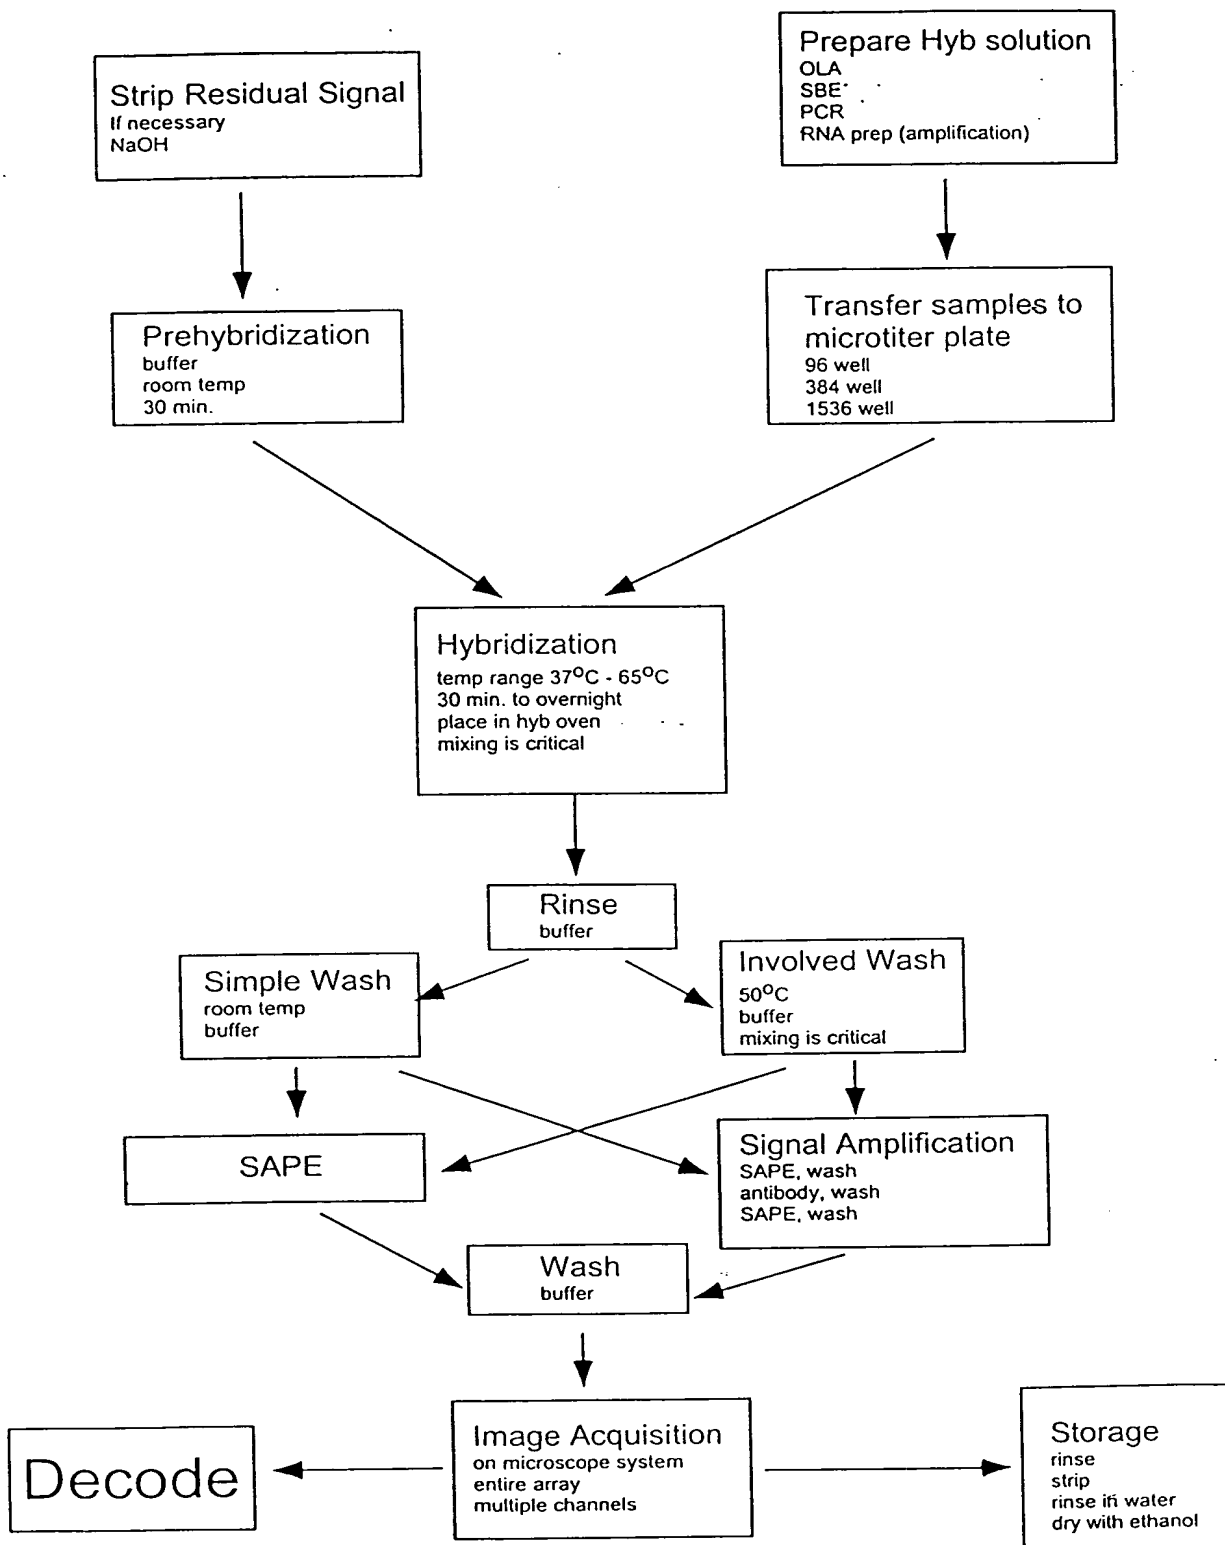 Strip Residual Signal
If necessary
NaOH
Prepare Hyb solution
OLA
SBE
PCR
RNA prep (amplification)
Prehybridization
buffer
room temp
30 min.
Transfer samples to
microtiter plate
96 well
384 well
1536 well
Hybridization
temp range 37°C - 65°C
30 min. to overnight
place in hyb oven
mixing is critical
Rinse
buffer
Simple Wash
room temp
buffer
Involved Wash
50°C
buffer
mixing is critical
SAPE
Signal Amplification
SAPE, wash
antibody, wash
SAPE, wash
Wash
buffer
Decode
Image Acquisition
on microscope system
entire array
multiple channels
Storage
rinse
strip
rinse in water
dry with ethanol